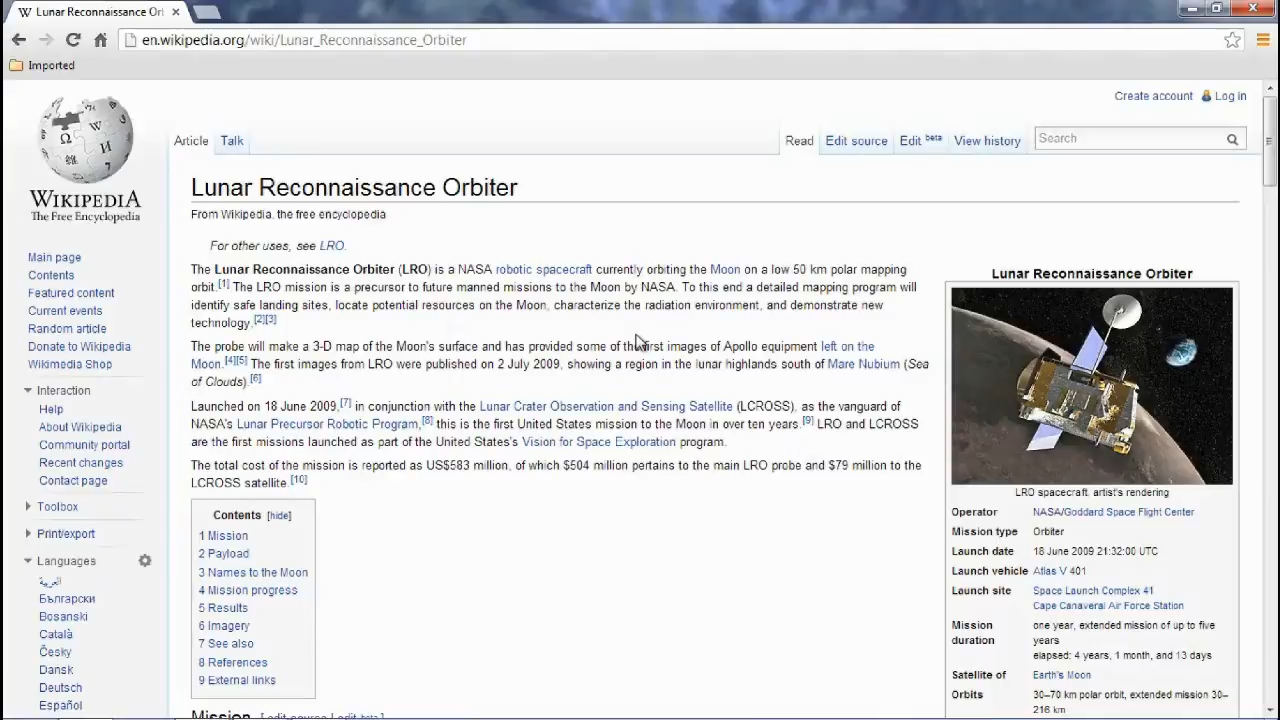 Lunar Reconnaissance Orbi
en.wikipedia.org/wiki/Lunar_Reconnaissance_Orbiter
Imported
Create account Log in
Article Talk Read Edit source Edit beta View history Search
WIKIPEDIA
The Free Encyclopedia
Main page
Contents
Featured content
Current events
Random article
Donate to Wikipedia
Wikimedia Shop
Interaction
Help
About Wikipedia
Community portal
Recent changes
Contact page
Toolbox
Print/export
Languages
العربية
Български
Bosanski
Català
Česky
Dansk
Deutsch
Español
Lunar Reconnaissance Orbiter
From Wikipedia, the free encyclopedia
For other uses, see LRO.
The Lunar Reconnaissance Orbiter (LRO) is a NASA robotic spacecraft currently orbiting the Moon on a low 50 km polar mapping
orbit.[1] The LRO mission is a precursor to future manned missions to the Moon by NASA. To this end a detailed mapping program will
identify safe landing sites, locate potential resources on the Moon, characterize the radiation environment, and demonstrate new
technology.[2][3]
The probe will make a 3-D map of the Moon's surface and has provided some of the first images of Apollo equipment left on the
Moon.[4][5] The first images from LRO were published on 2 July 2009, showing a region in the lunar highlands south of Mare Nubium (Sea
of Clouds).[6]
Launched on 18 June 2009,[7] in conjunction with the Lunar Crater Observation and Sensing Satellite (LCROSS), as the vanguard of
NASA's Lunar Precursor Robotic Program,[8] this is the first United States mission to the Moon in over ten years.[9] LRO and LCROSS
are the first missions launched as part of the United States's Vision for Space Exploration program.
The total cost of the mission is reported as US$583 million, of which $504 million pertains to the main LRO probe and $79 million to the
LCROSS satellite.[10]
Contents [hide]
1 Mission
2 Payload
3 Names to the Moon
4 Mission progress
5 Results
6 Imagery
7 See also
8 References
9 External links
Mission [ edit source | edit beta ]
Lunar Reconnaissance Orbiter
LRO spacecraft, artist's rendering
Operator NASA/Goddard Space Flight Center
Mission type Orbiter
Launch date 18 June 2009 21:32:00 UTC
Launch vehicle Atlas V 401
Launch site Space Launch Complex 41
Cape Canaveral Air Force Station
Mission duration one year, extended mission of up to five
years
elapsed: 4 years, 1 month, and 13 days
Satellite of Earth's Moon
Orbits 30–70 km polar orbit, extended mission 30–
216 km